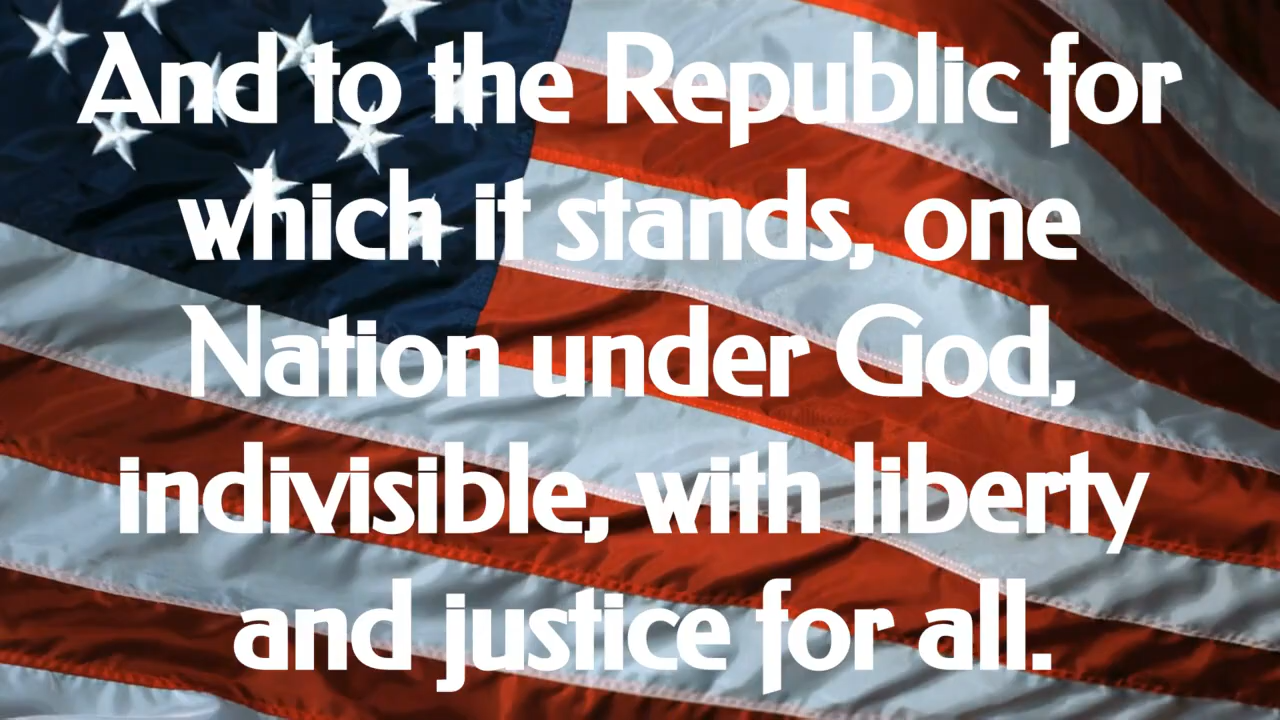 And to the Republic for
which it stands, one
Nation under God,
indivisible, with liberty
and justice for all.